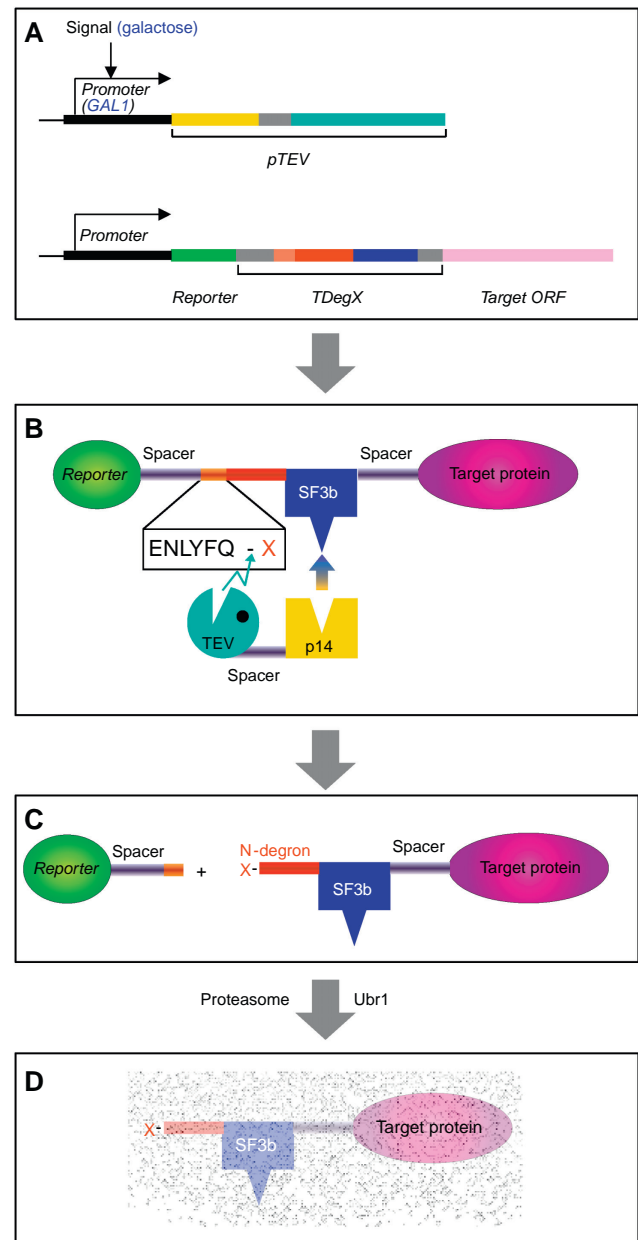 A
Signal (galactose)
Promoter
(GAL1)
pTEV
Promoter
Reporter
TDegX
Target ORF
B
Reporter
Spacer
SF3b
Spacer
Target protein
ENLYFQ - X
TEV
p14
Spacer
C
Reporter
Spacer
+
N-degron
X-
SF3b
Spacer
Target protein
Proteasome
Ubr1
D
X-
SF3b
Target protein